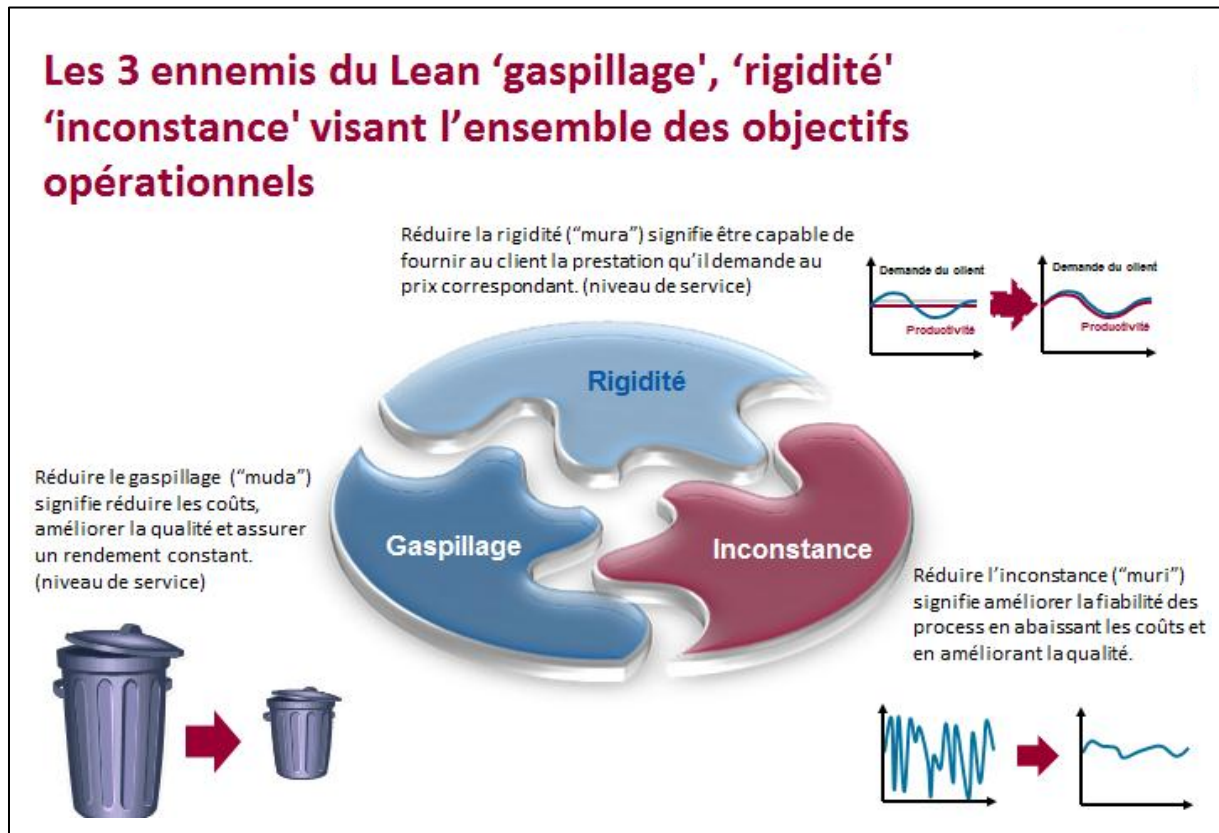 Les 3 ennemis du Lean ‘gaspillage', ‘rigidité'
‘inconstance' visant l’ensemble des objectifs
opérationnels
Réduire la rigidité (“mura”) signifie être capable de
fournir au client la prestation qu’il demande au
prix correspondant. (niveau de service)
Demande du olient
Productivité
Demande du olient
Productivité
Rigidité
Réduire le gaspillage (“muda”)
signifie réduire les coûts,
améliorer la qualité et assurer
un rendement constant.
(niveau de service)
Gaspillage
Inconstance
Réduire l’inconstance (“muri”)
signifie améliorer la fiabilité des
process en abaissant les coûts et
en améliorant la qualité.